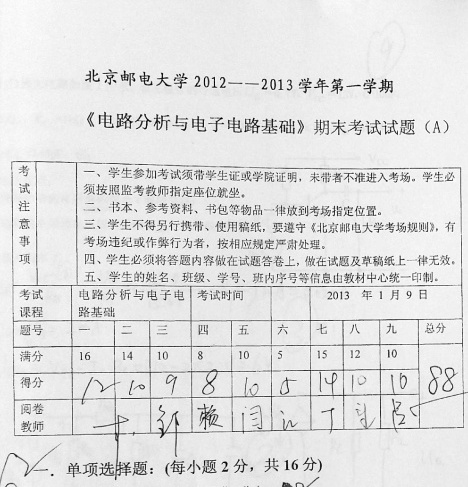 北京邮电大学2012——2013学年第一学期
《电路分析与电子电路基础》期末考试试题（A）
考试注意事项
一、学生参加考试须带学生证或学院证明，未带者不准进入考场。学生必
须按照监考教师指定座位就坐。
二、书本、参考资料、书包等物品一律放到考场指定位置。
三、学生不得另行携带、使用稿纸，要遵守《北京邮电大学考场规则》，有
考场违纪或作弊行为者，按相应规定严肃处理。
四、学生必须将答题内容做在试题答卷上，做在试题及草稿纸上一律无效。
五、学生的姓名、班级、学号、班内序号等信息由教材中心统一印制。
考试课程 电路分析与电子电路基础 考试时间 2013 年 1 月 9 日
题号 一 二 三 四 五 六 七 八 九 总分
满分 16 14 10 8 10 5 15 12 10
得分 12 10 9 8 10 5 14 10 10 88
阅卷教师 邹 赖 闫 丁
一．单项选择题：(每小题 2 分，共 16 分)